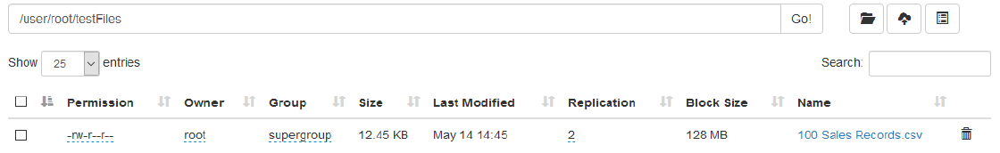 /user/root/testFiles Go!
Show 25 entries Search:
Permission Owner Group Size Last Modified Replication Block Size Name
-rw-r--r-- root supergroup 12.45 KB May 14 14:45 2 128 MB 100 Sales Records.csv